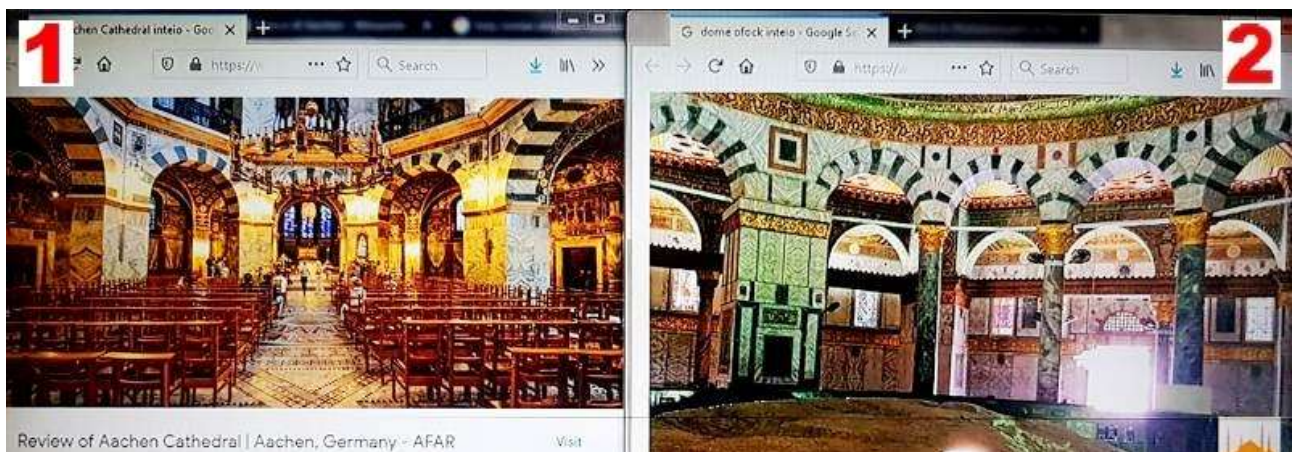 1
chen Cathedral inteio - Goo
https://w
Search
Review of Aachen Cathedral | Aachen, Germany - AFAR
Visit
2
G dome ofock inteio - Google Se
https://w
Search